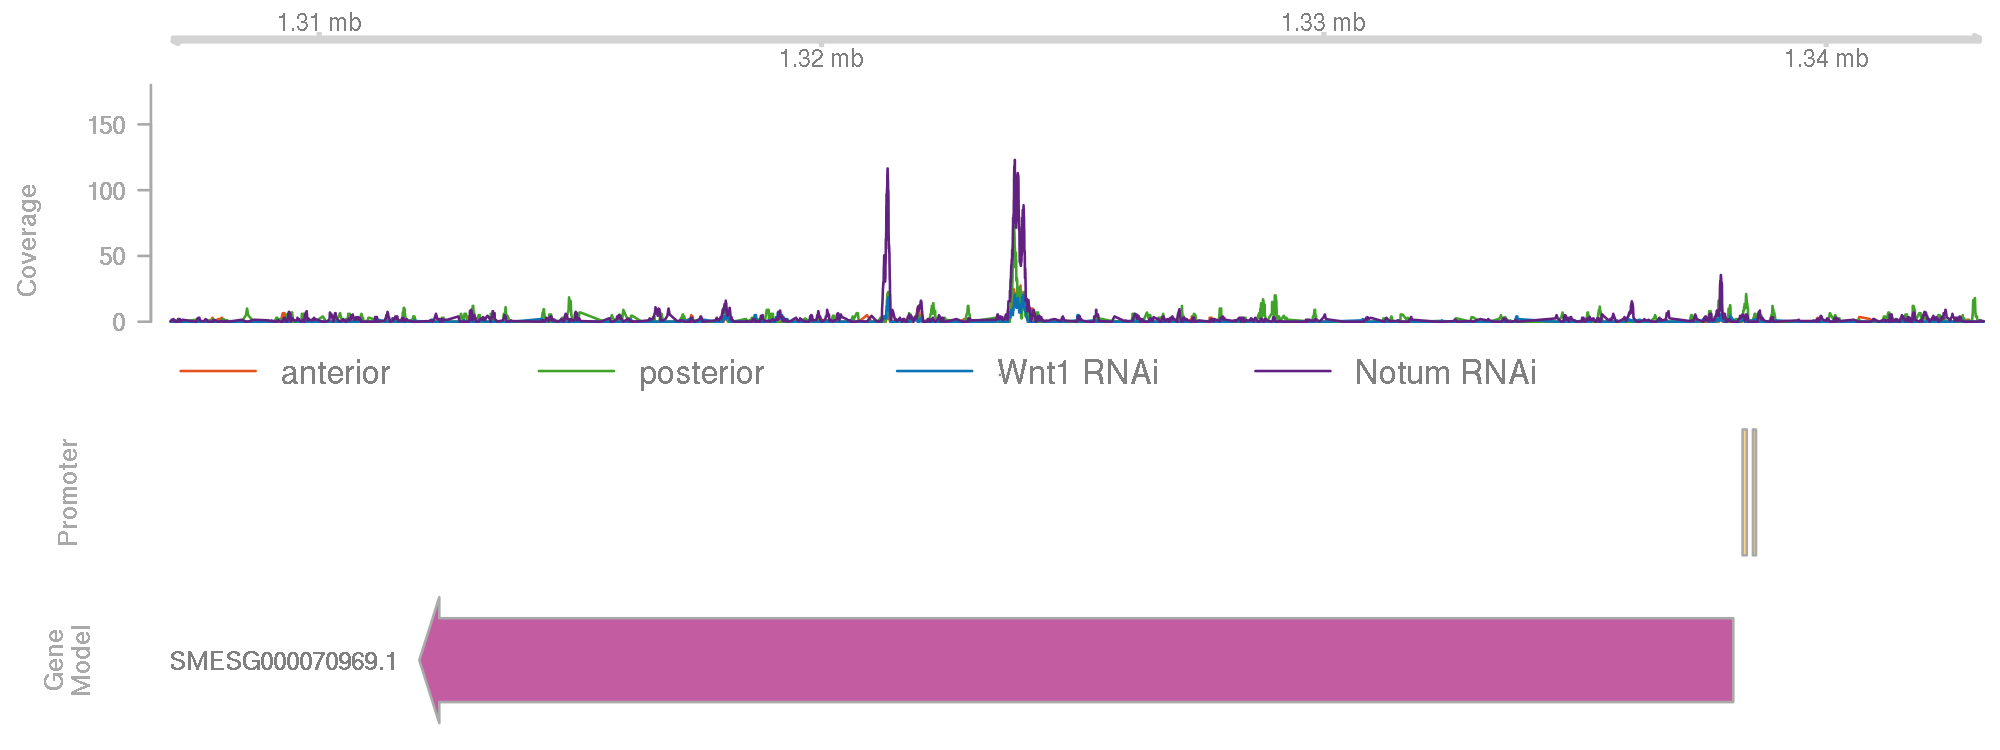 1.31 mb
1.33 mb
1.32 mb
1.34 mb
Coverage
150
100
50
0
anterior
posterior
Wnt1 RNAi
Notum RNAi
Promoter
Gene
Model
SMESG000070969.1